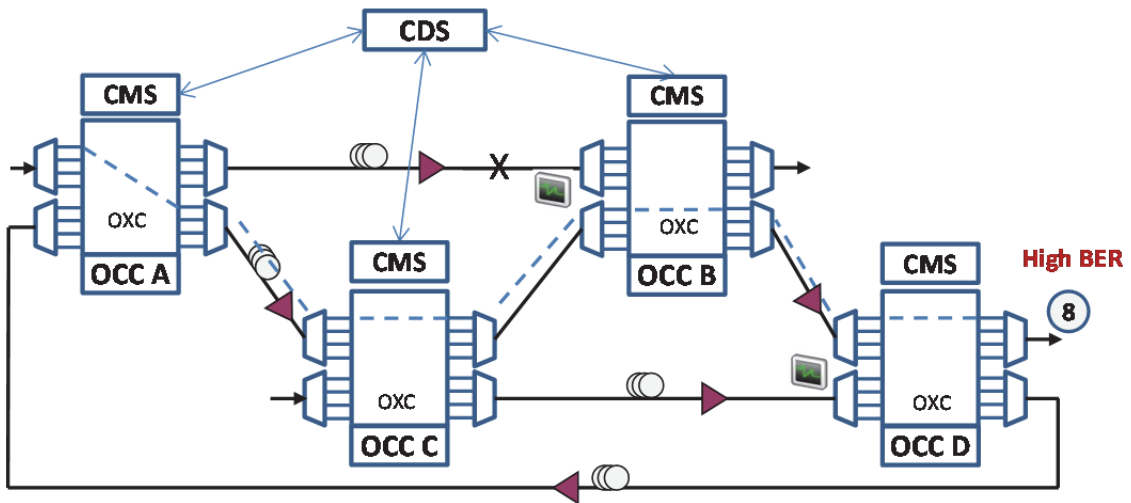 CDS
CMS
CMS
X
OXC
OXC
OCC A
CMS
OCC B
CMS
High BER
8
OXC
OXC
OCC C
OCC D